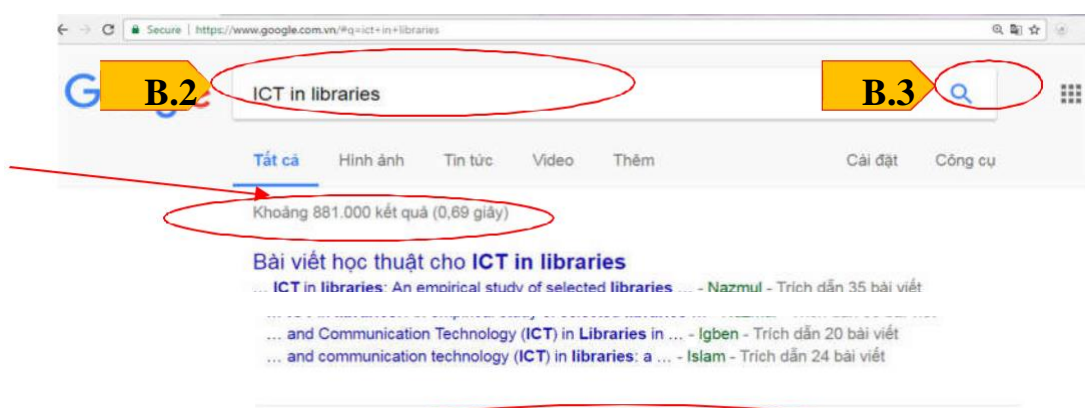 Secure | https://www.google.com.vn/#q=ict+in+libraries
G B.2 ICT in libraries B.3
Tất cả Hình ảnh Tin tức Video Thêm Cài đặt Công cụ
Khoảng 881.000 kết quả (0,69 giây)
Bài viết học thuật cho ICT in libraries
... ICT in libraries: An empirical study of selected libraries ... - Nazmul - Trích dẫn 35 bài viết
... and Communication Technology (ICT) in Libraries in ... - Igben - Trích dẫn 20 bài viết
... and communication technology (ICT) in libraries: a ... - Islam - Trích dẫn 24 bài viết